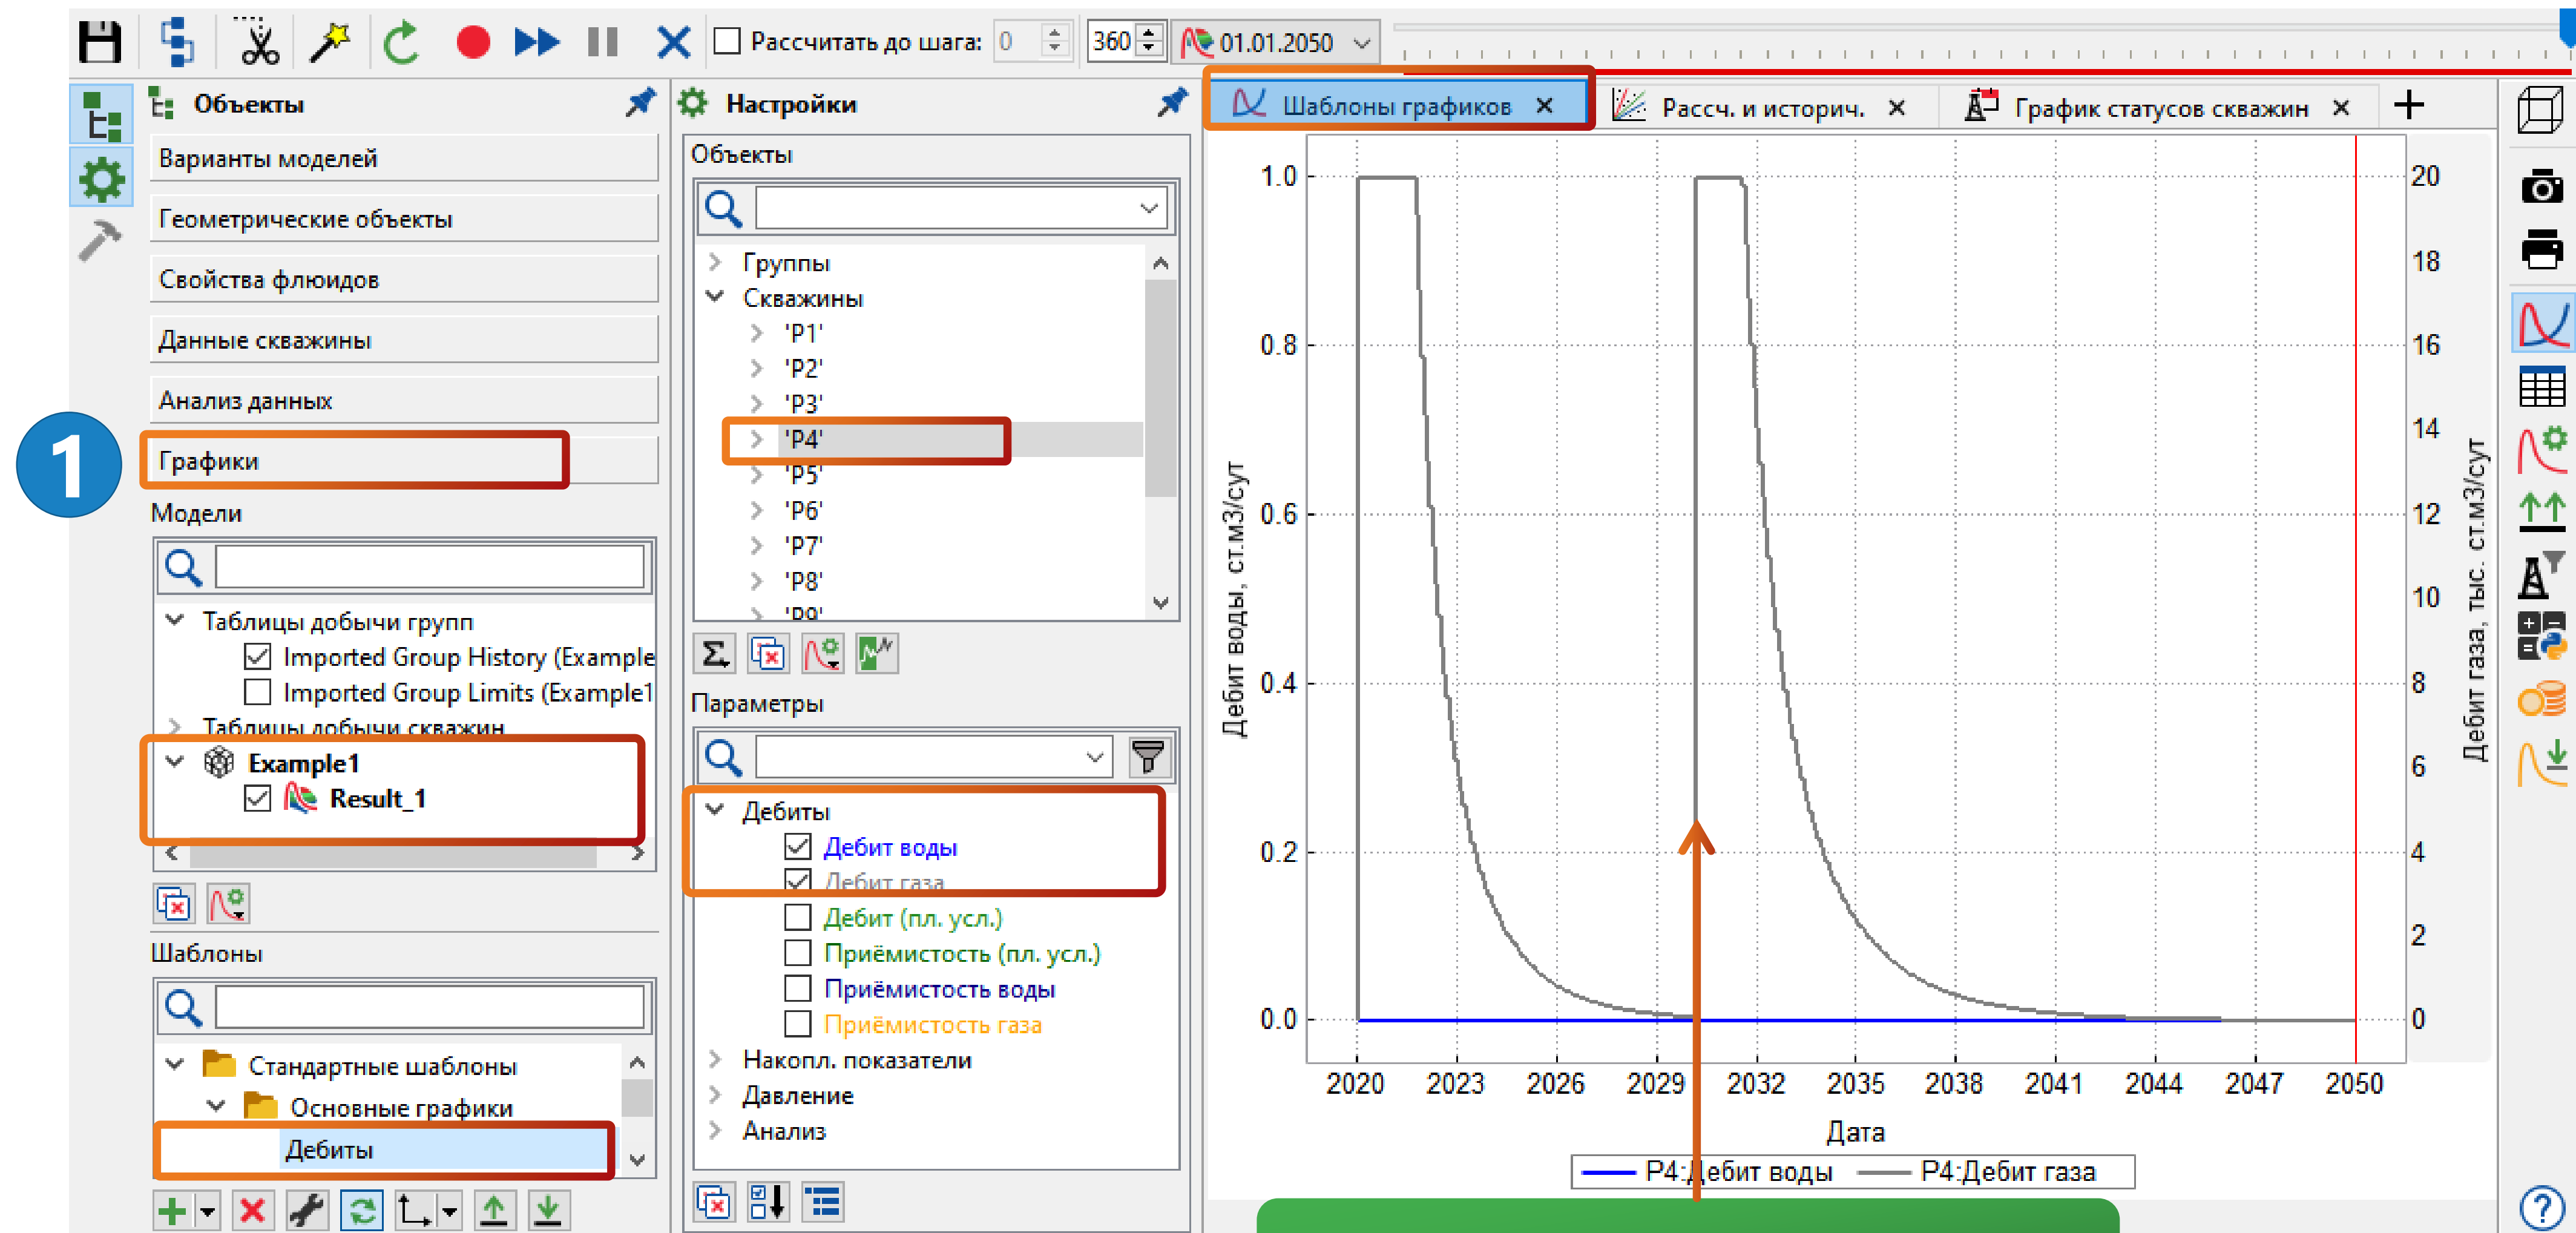 Рассчитать до шага: 0 360 01.01.2050
Объекты
Варианты моделей
Геометрические объекты
Свойства флюидов
Данные скважины
Анализ данных
1
Графики
Модели
Таблицы добычи групп
Imported Group History (Example
Imported Group Limits (Example1
Таблицы добычи скважин
Example1
Result_1
Шаблоны
Стандартные шаблоны
Основные графики
Дебиты
Настройки
Объекты
Группы
Скважины
'P1'
'P2'
'P3'
'P4'
'P5'
'P6'
'P7'
'P8'
'P9'
Параметры
Дебиты
Дебит воды
Дебит газа
Дебит (пл. усл.)
Приёмистость (пл. усл.)
Приёмистость воды
Приёмистость газа
Накопл. показатели
Давление
Анализ
Шаблоны графиков
Рассч. и историч.
График статусов скважин
Дебит воды, ст.м3/сут
1.0
0.8
0.6
0.4
0.2
0.0
20
18
16
14
12
10
8
6
4
2
0
Дебит газа, тыс. ст.м3/сут
2020 2023 2026 2029 2032 2035 2038 2041 2044 2047 2050
Дата
P4:Дебит воды P4:Дебит газа